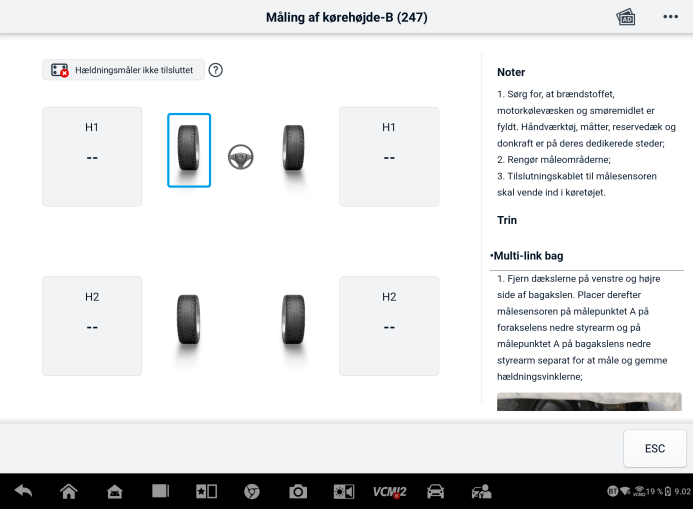 Måling af kørehøjde-B (247)
AD
Hældningsmåler ikke tilsluttet
?
H1
--
H1
--
H2
--
H2
--
Noter
1. Sørg for, at brændstoffet,
motorkølevæsken og smøremidlet er
fyldt. Håndværktøj, måtter, reservedæk og
donkraft er på deres dedikerede steder;
2. Rengør måleområderne;
3. Tilslutningskablet til målesensoren
skal vende ind i køretøjet.
Trin
•Multi-link bag
1. Fjern dækslerne på venstre og højre
side af bagakslen. Placer derefter
målesensoren på målepunktet A på
forakselens nedre styrearm og på
målepunktet A på bagakslens nedre
styrearm separat for at måle og gemme
hældningsvinklerne;
ESC
VCMI2
BT
VCMI2
19 %
9.02